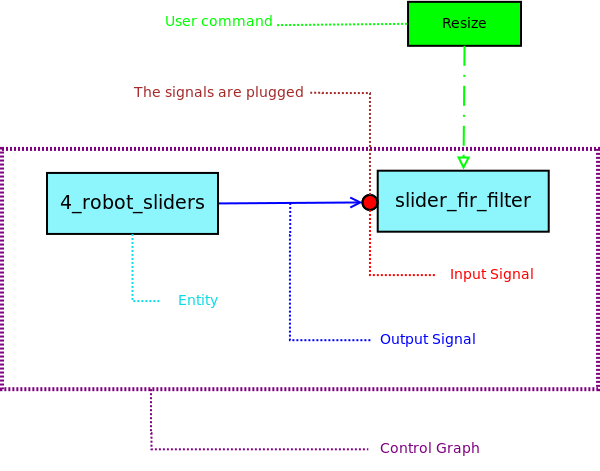 User command
Resize
The signals are plugged
4_robot_sliders
slider_fir_filter
Input Signal
Entity
Output Signal
Control Graph